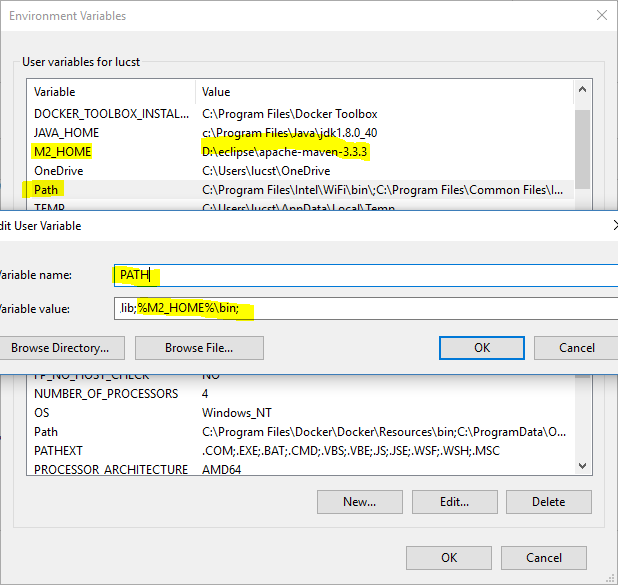 Environment Variables
User variables for lucst
Variable Value
DOCKER_TOOLBOX_INSTAL... C:\Program Files\Docker Toolbox
JAVA_HOME c:\Program Files\Java\jdk1.8.0_40
M2_HOME D:\eclipse\apache-maven-3.3.3
OneDrive C:\Users\lucst\OneDrive
Path C:\Program Files\Intel\WiFi\bin\;C:\Program Files\Common Files\I...
TEMP C:\Users\lucst\AppData\Local\Temp
dit User Variable
Variable name: PATH
Variable value: lib;%M2_HOME%\bin;
Browse Directory... Browse File... OK Cancel
FP_NO_HOST_CHECK NO
NUMBER_OF_PROCESSORS 4
OS Windows_NT
Path C:\Program Files\Docker\Docker\Resources\bin;C:\ProgramData\O...
PATHEXT .COM;.EXE;.BAT;.CMD;.VBS;.VBE;.JS;.JSE;.WSF;.WSH;.MSC
PROCESSOR_ARCHITECTURE AMD64
New... Edit... Delete
OK Cancel